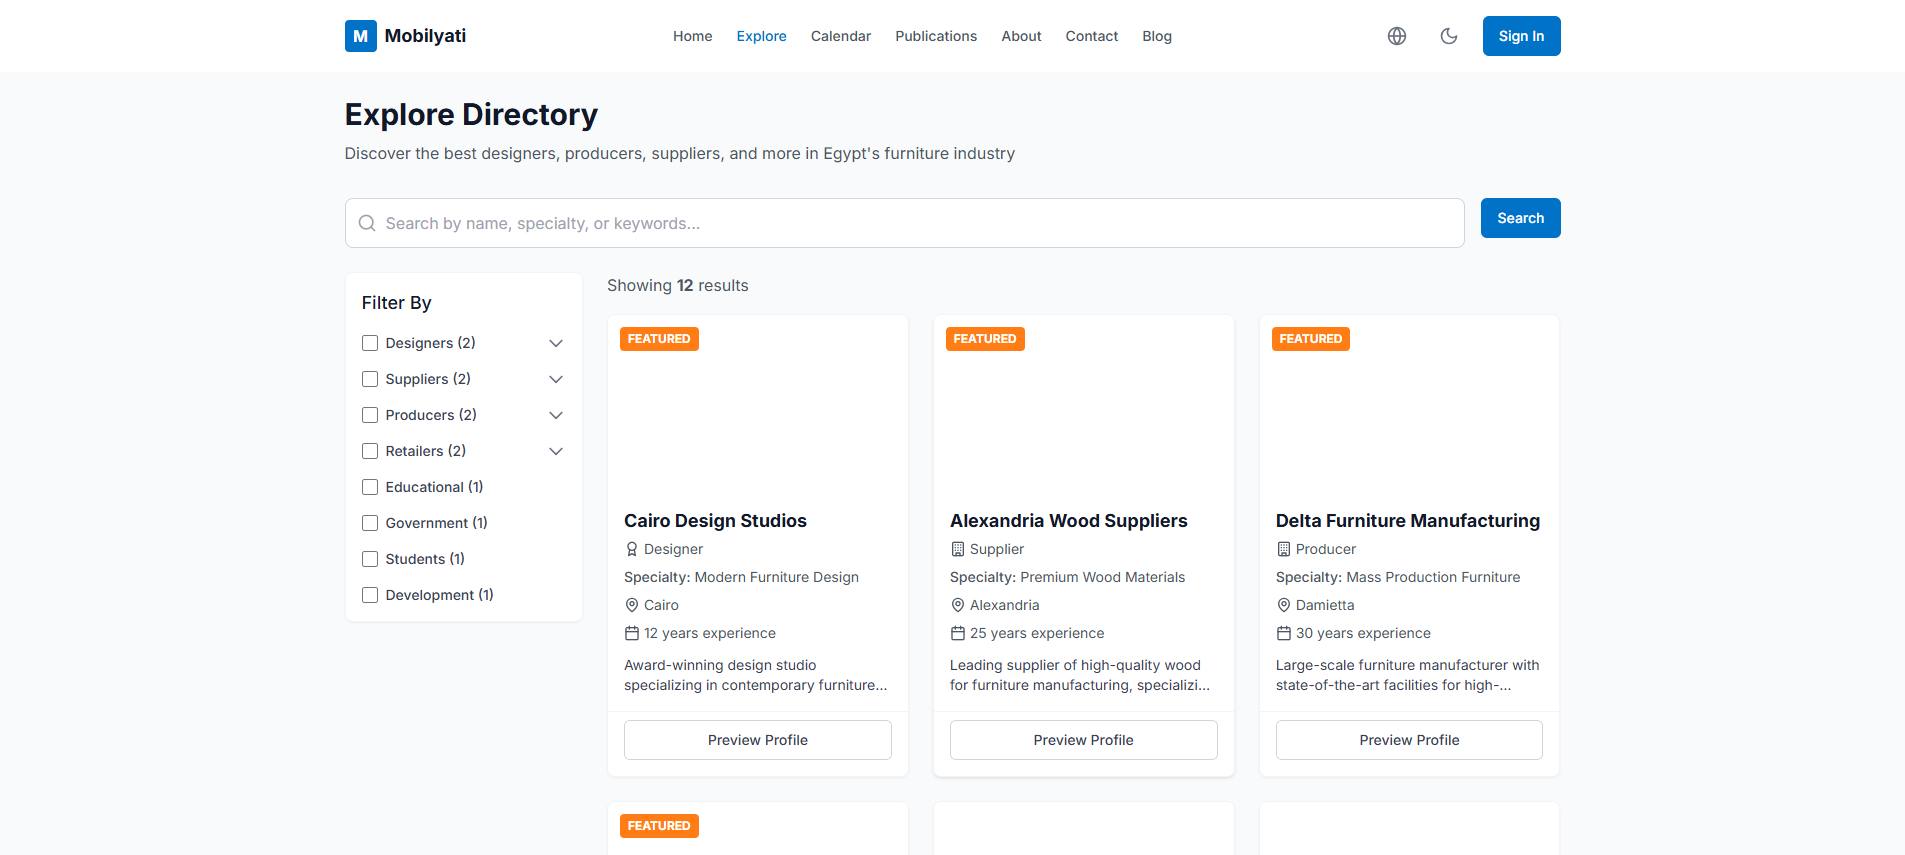 M Mobilyati
Home Explore Calendar Publications About Contact Blog
Sign In
Explore Directory
Discover the best designers, producers, suppliers, and more in Egypt's furniture industry
Search by name, specialty, or keywords...
Search
Filter By
Designers (2)
Suppliers (2)
Producers (2)
Retailers (2)
Educational (1)
Government (1)
Students (1)
Development (1)
Showing 12 results
FEATURED
Cairo Design Studios
Designer
Specialty: Modern Furniture Design
Cairo
12 years experience
Award-winning design studio
specializing in contemporary furniture...
Preview Profile
FEATURED
Alexandria Wood Suppliers
Supplier
Specialty: Premium Wood Materials
Alexandria
25 years experience
Leading supplier of high-quality wood
for furniture manufacturing, specializi...
Preview Profile
FEATURED
Delta Furniture Manufacturing
Producer
Specialty: Mass Production Furniture
Damietta
30 years experience
Large-scale furniture manufacturer with
state-of-the-art facilities for high-...
Preview Profile
FEATURED